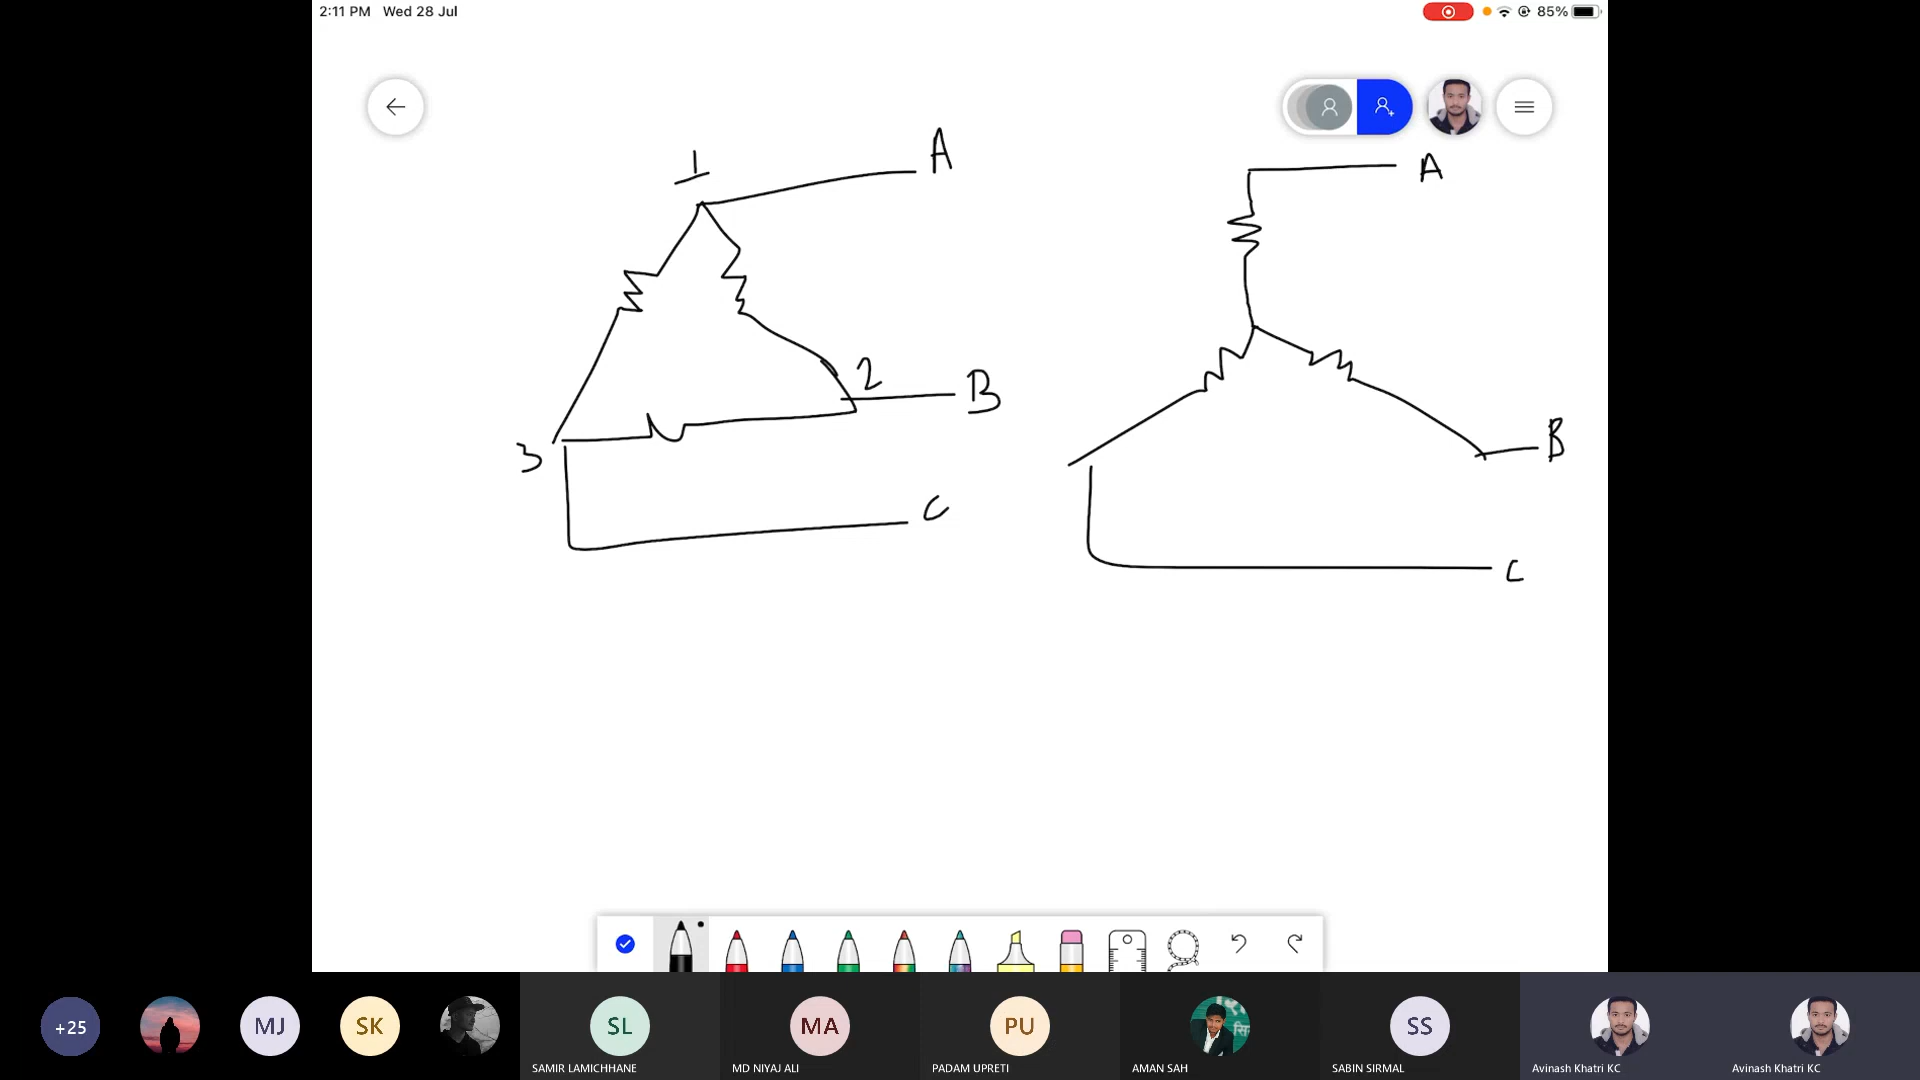 2:11 PM Wed 28 Jul
85%
1
A
A
2
B
B
3
C
C
+25
MJ
SK
SL
MA
PU
SS
SAMIR LAMICHHANE
MD NIYAJ ALI
PADAM UPRETI
AMAN SAH
SABIN SIRMAL
Avinash Khatri KC
Avinash Khatri KC